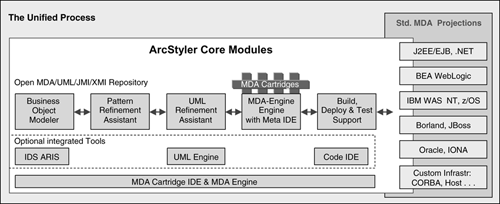 The Unified Process
Std. MDA Projections
ArcStyler Core Modules
Open MDA/UML/JMI/XMI Repository
MDA Cartridges
Business
Object
Modeler
Pattern
Refinement
Assistant
UML
Refinement
Assistant
MDA-Engine
Engine
with Meta IDE
Build,
Deploy & Test
Support
Optional integrated Tools
IDS ARIS
UML Engine
Code IDE
MDA Cartridge IDE & MDA Engine
J2EE/EJB, .NET
BEA WebLogic
IBM WAS NT, z/OS
Borland, JBoss
Oracle, IONA
Custom Infrastr:
CORBA, Host . . .